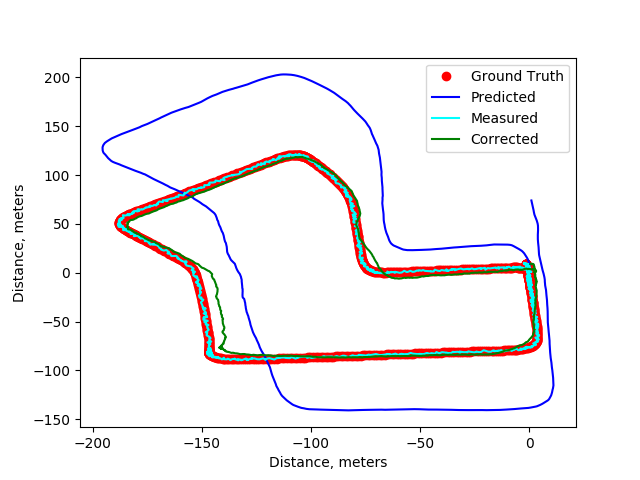 Ground Truth
Predicted
Measured
Corrected
200
150
100
50
0
−50
−100
−150
Distance, meters
−200
−150
−100
−50
0
Distance, meters